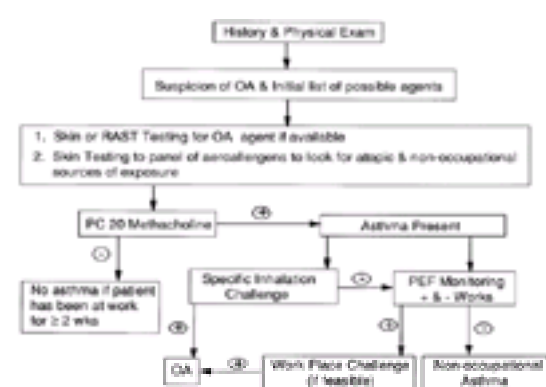 History & Physical Exam
Suspicion of OA & Initial list of possible agents
1. Skin or RAST Testing for OA agent if available
2. Skin Testing to panel of aeroallergens to look for atopic & non-occupational
sources of exposure
PC 20 Methacholine
+
Asthma Present
-
No asthma if patient
has been at work
for ≥ 2 wks
Specific Inhalation
Challenge
PEF Monitoring
+ & - Works
+
OA
Work Place Challenge
(if feasible)
Non-occupational
Asthma